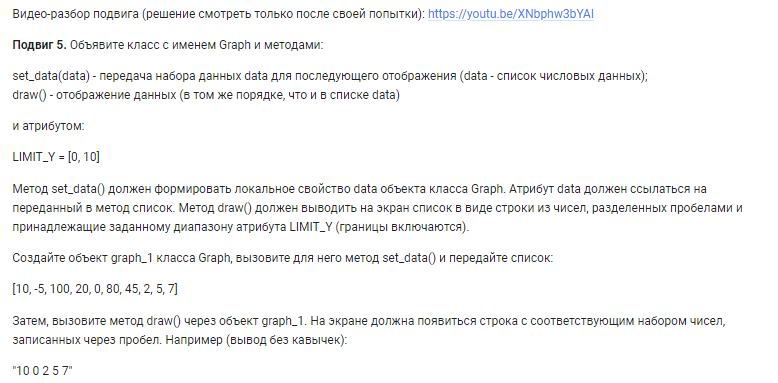 Видео-разбор подвига (решение смотреть только после своей попытки): https://youtu.be/XNbphw3bYAI
Подвиг 5. Объявите класс с именем Graph и методами:
set_data(data) - передача набора данных data для последующего отображения (data - список числовых данных);
draw() - отображение данных (в том же порядке, что и в списке data)
и атрибутом:
LIMIT_Y = [0, 10]
Метод set_data() должен формировать локальное свойство data объекта класса Graph. Атрибут data должен ссылаться на
переданный в метод список. Метод draw() должен выводить на экран список в виде строки из чисел, разделенных пробелами и
принадлежащие заданному диапазону атрибута LIMIT_Y (границы включаются).
Создайте объект graph_1 класса Graph, вызовите для него метод set_data() и передайте список:
[10, -5, 100, 20, 0, 80, 45, 2, 5, 7]
Затем, вызовите метод draw() через объект graph_1. На экране должна появиться строка с соответствующим набором чисел,
записанных через пробел. Например (вывод без кавычек):
"10 0 2 5 7"